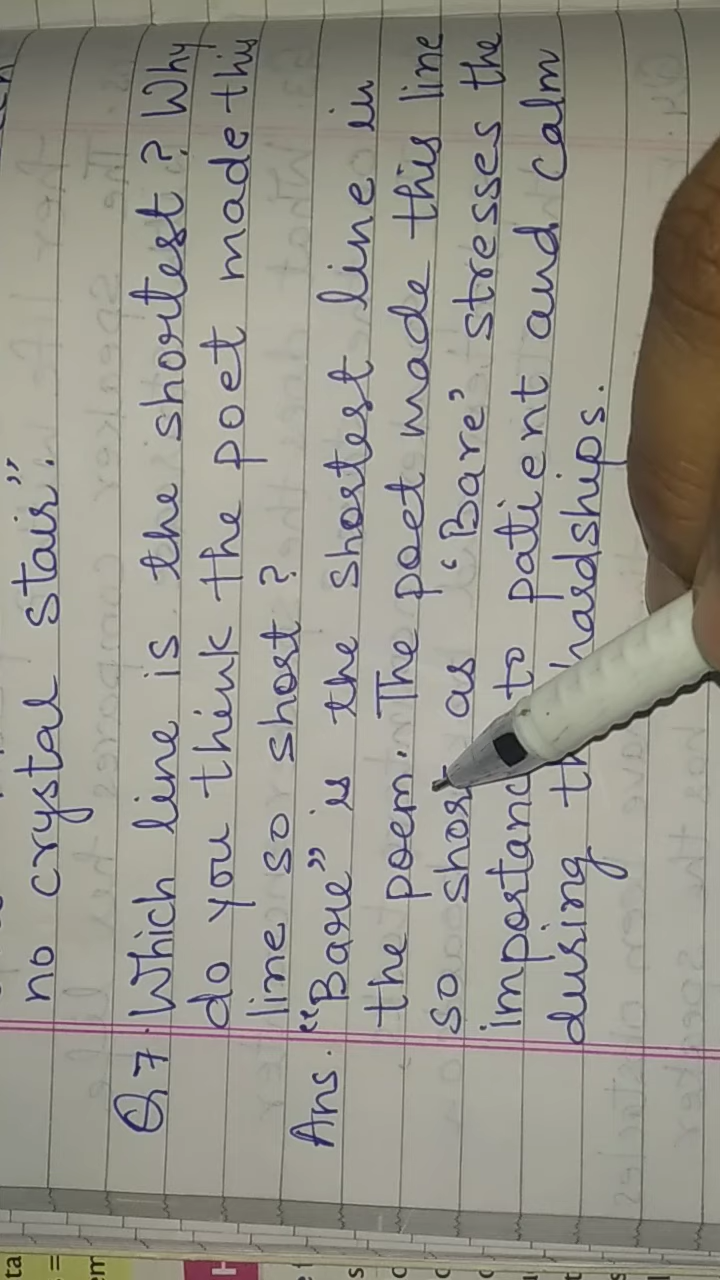 no crystal stair."
Q7. Which line is the shortest? Why
do you think the poet made this
line so short?
Ans. "Bare" is the shortest line in
the poem. The poet made this line
so short as 'Bare' stresses the
importanc to patient and calm
during th hardships.